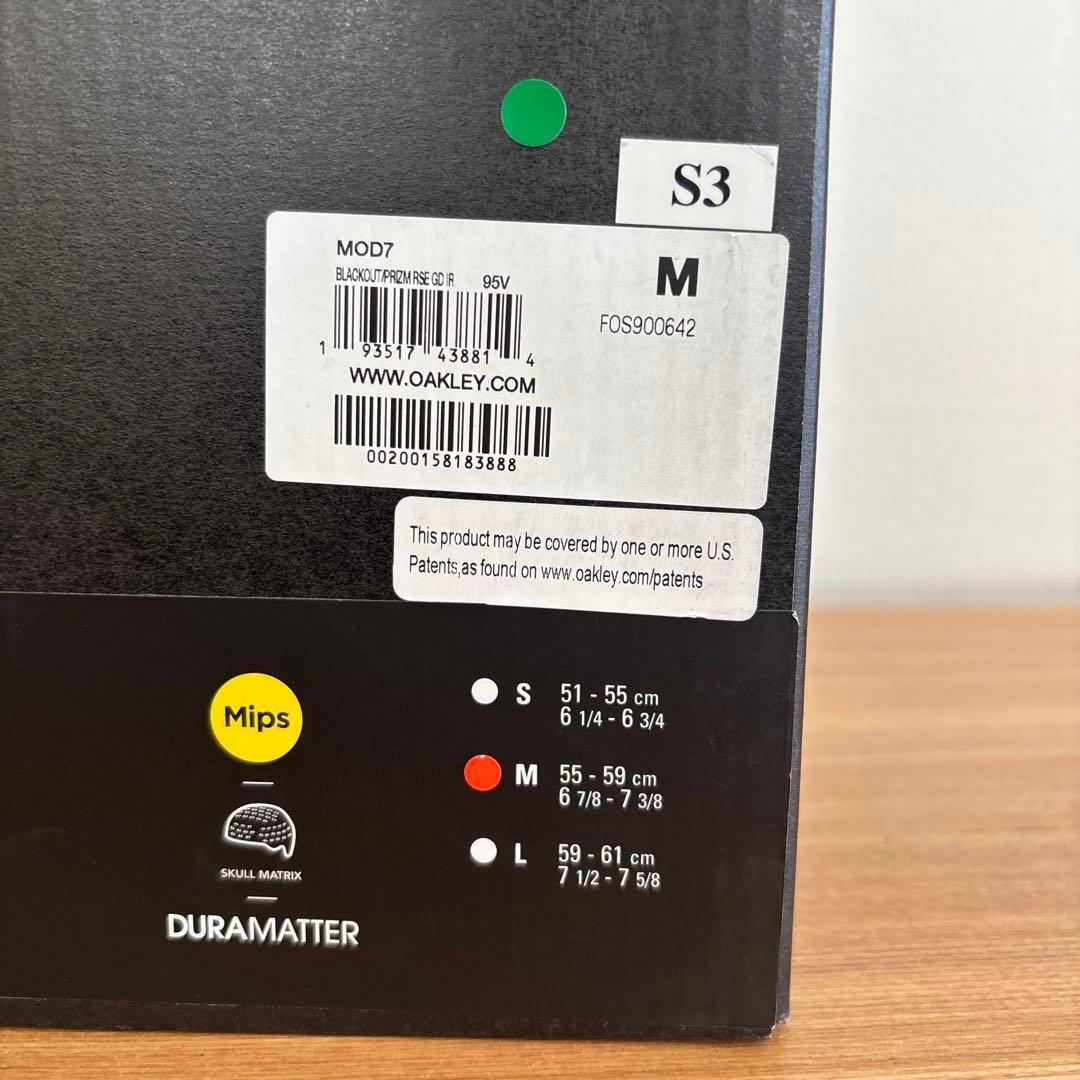 S3
MOD7
M
BLACKOUT/PRIZM RSE GD IR 95V
FOS900642
1 93517 43881 4
WWW.OAKLEY.COM
00200158183888
This product may be covered by one or more U.S.
Patents,as found on www.oakley.com/patents
Mips
SKULL MATRIX
DURAMATTER
S 51 - 55 cm
6 1/4 - 6 3/4
M 55 - 59 cm
6 7/8 - 7 3/8
L 59 - 61 cm
7 1/2 - 7 5/8